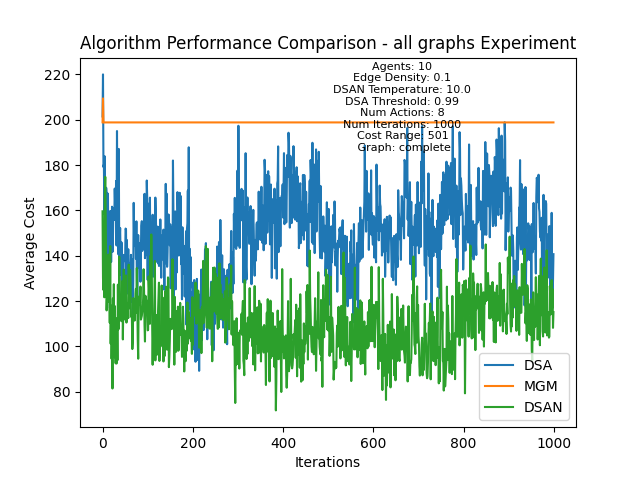 Algorithm Performance Comparison - all graphs Experiment
Agents: 10
Edge Density: 0.1
DSAN Temperature: 10.0
DSA Threshold: 0.99
Num Actions: 8
Num Iterations: 1000
Cost Range: 501
Graph: complete
220
200
180
160
140
120
100
80
Average Cost
0
200
400
600
800
1000
Iterations
DSA
MGM
DSAN